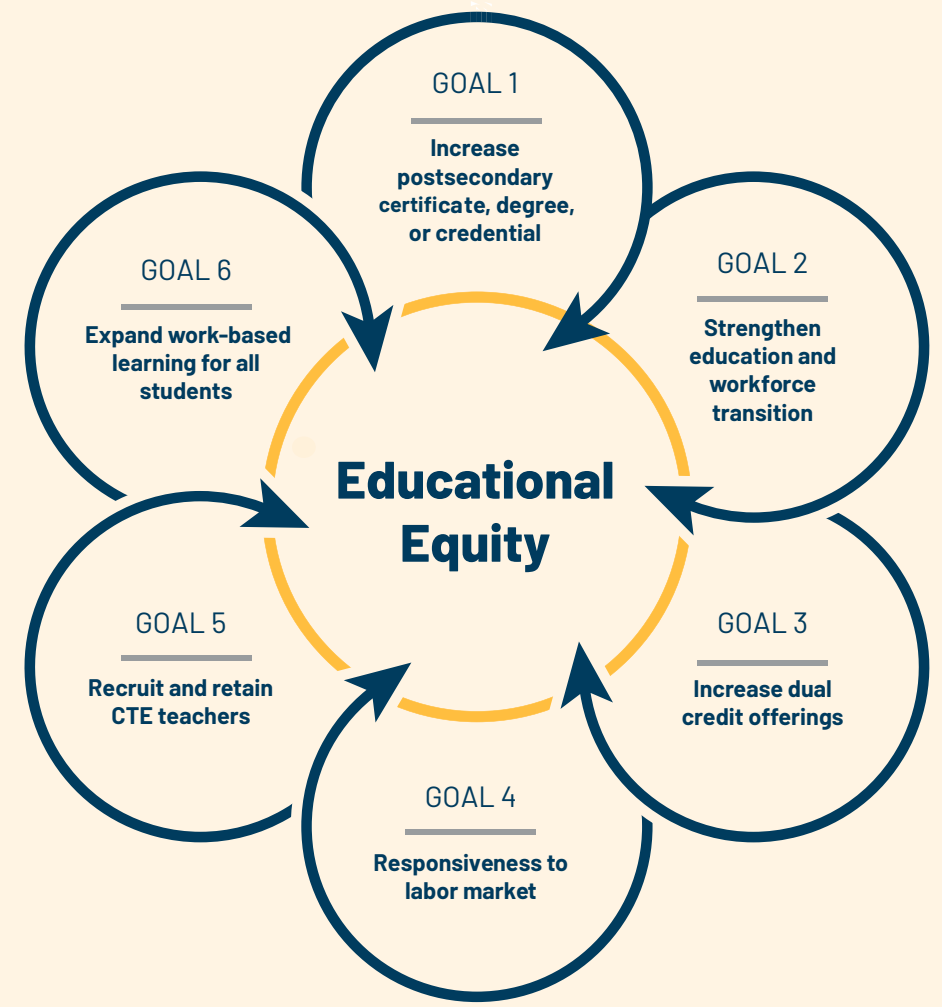 GOAL 1
Increase
postsecondary
certificate, degree,
or credential
GOAL 2
Strengthen
education and
workforce
transition
GOAL 3
Increase dual
credit offerings
GOAL 4
Responsiveness to
labor market
GOAL 5
Recruit and retain
CTE teachers
GOAL 6
Expand work-based
learning for all
students
Educational
Equity